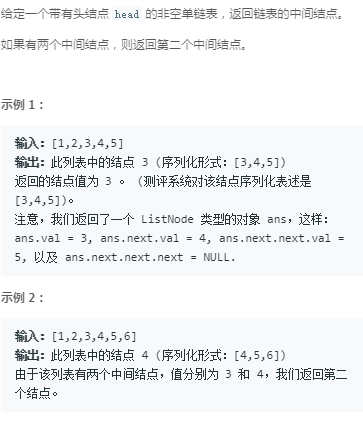 给定一个带有头结点 head 的非空单链表，返回链表的中间结点。
如果有两个中间结点，则返回第二个中间结点。
示例 1：
输入：[1,2,3,4,5]
输出：此列表中的结点 3 (序列化形式：[3,4,5])
返回的结点值为 3 。 (测评系统对该结点序列化表述是
[3,4,5])。
注意，我们返回了一个 ListNode 类型的对象 ans，这样：
ans.val = 3, ans.next.val = 4, ans.next.next.val =
5, 以及 ans.next.next.next = NULL.
示例 2：
输入：[1,2,3,4,5,6]
输出：此列表中的结点 4 (序列化形式：[4,5,6])
由于该列表有两个中间结点，值分别为 3 和 4，我们返回第二
个结点。